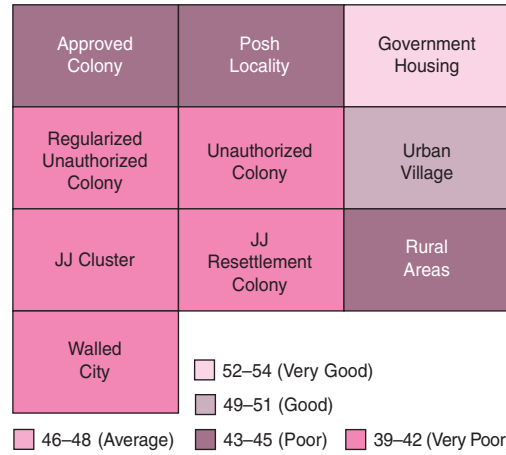 Approved
Colony
Posh
Locality
Government
Housing
Regularized
Unauthorized
Colony
Unauthorized
Colony
Urban
Village
JJ Cluster
JJ
Resettlement
Colony
Rural
Areas
Walled
City
52–54 (Very Good)
49–51 (Good)
46–48 (Average)
43–45 (Poor)
39–42 (Very Poor